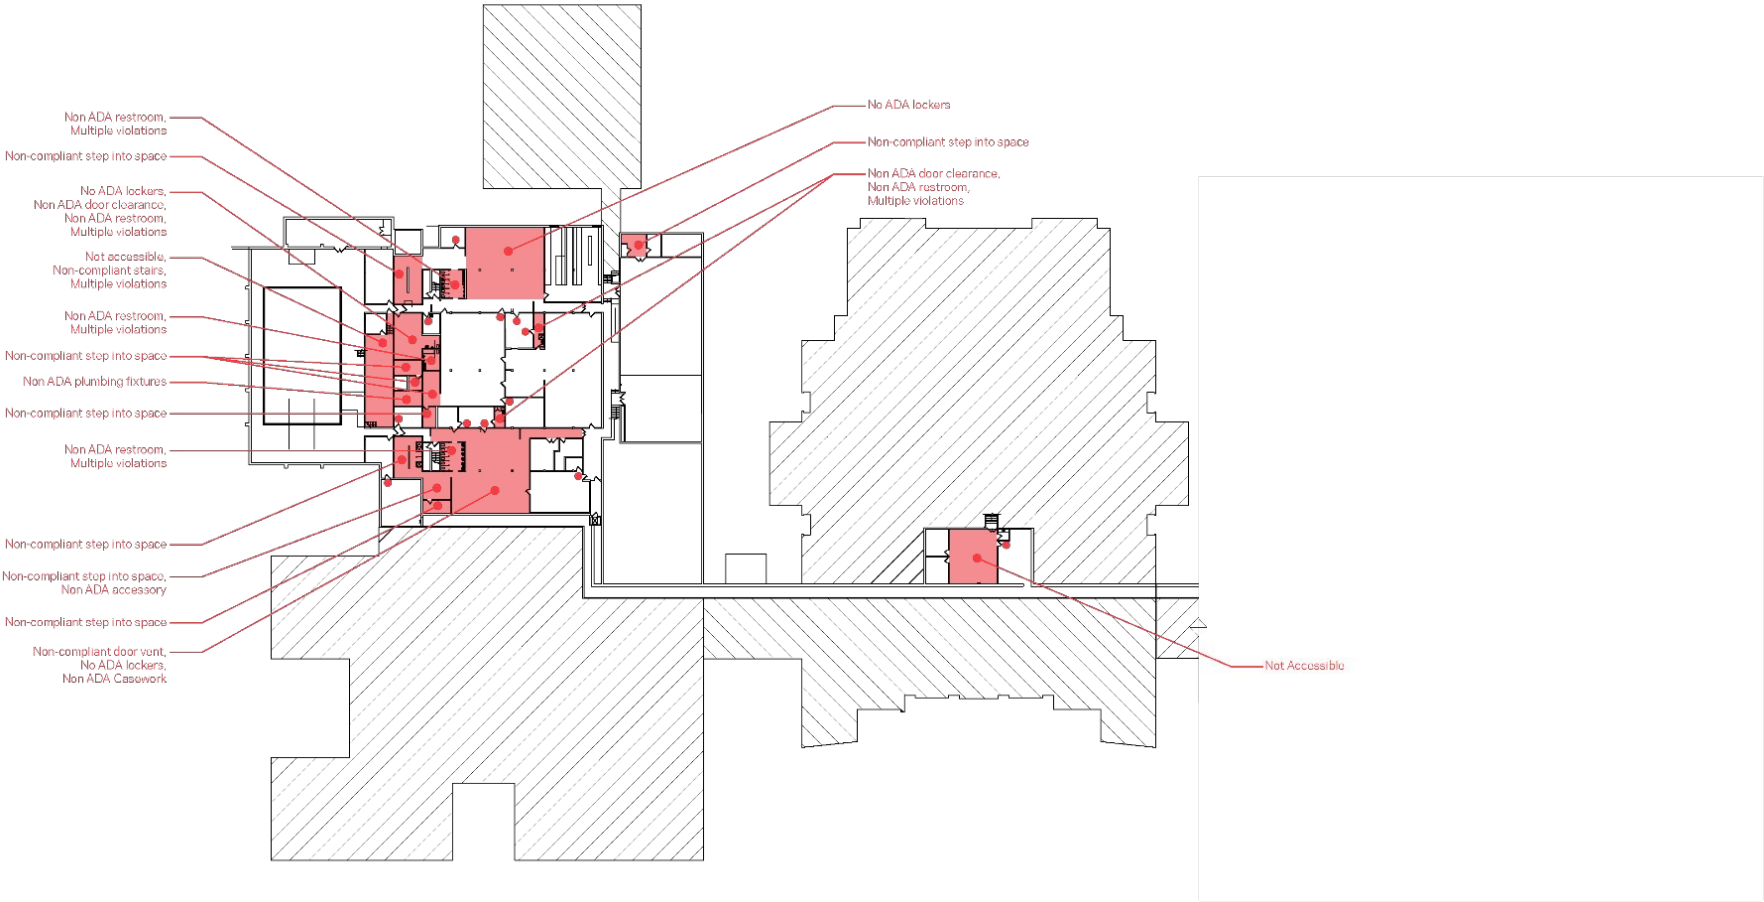 Non ADA restroom,
Multiple violations
Non-compliant step into space
No ADA lockers,
Non ADA door clearance,
Non ADA restroom,
Multiple violations
Not accessible,
Non-compliant stairs,
Multiple violations
Non ADA restroom,
Multiple violations
Non-compliant step into space
Non ADA plumbing fixtures
Non-compliant step into space
Non ADA restroom,
Multiple violations
Non-compliant step into space
Non-compliant step into space,
Non ADA accessory
Non-compliant step into space
Non-compliant door vent,
No ADA lockers,
Non ADA Casework
No ADA lockers
Non-compliant step into space
Non ADA door clearance,
Non ADA restroom,
Multiple violations
Not Accessible